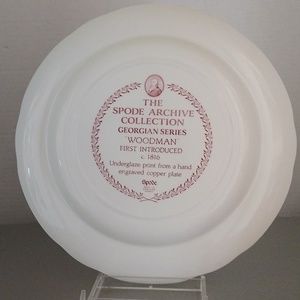 THE
SPODE ARCHIVE
COLLECTION
GEORGIAN SERIES
WOODMAN
FIRST INTRODUCED
c. 1816
Underglaze print from a hand
engraved copper plate
Spode